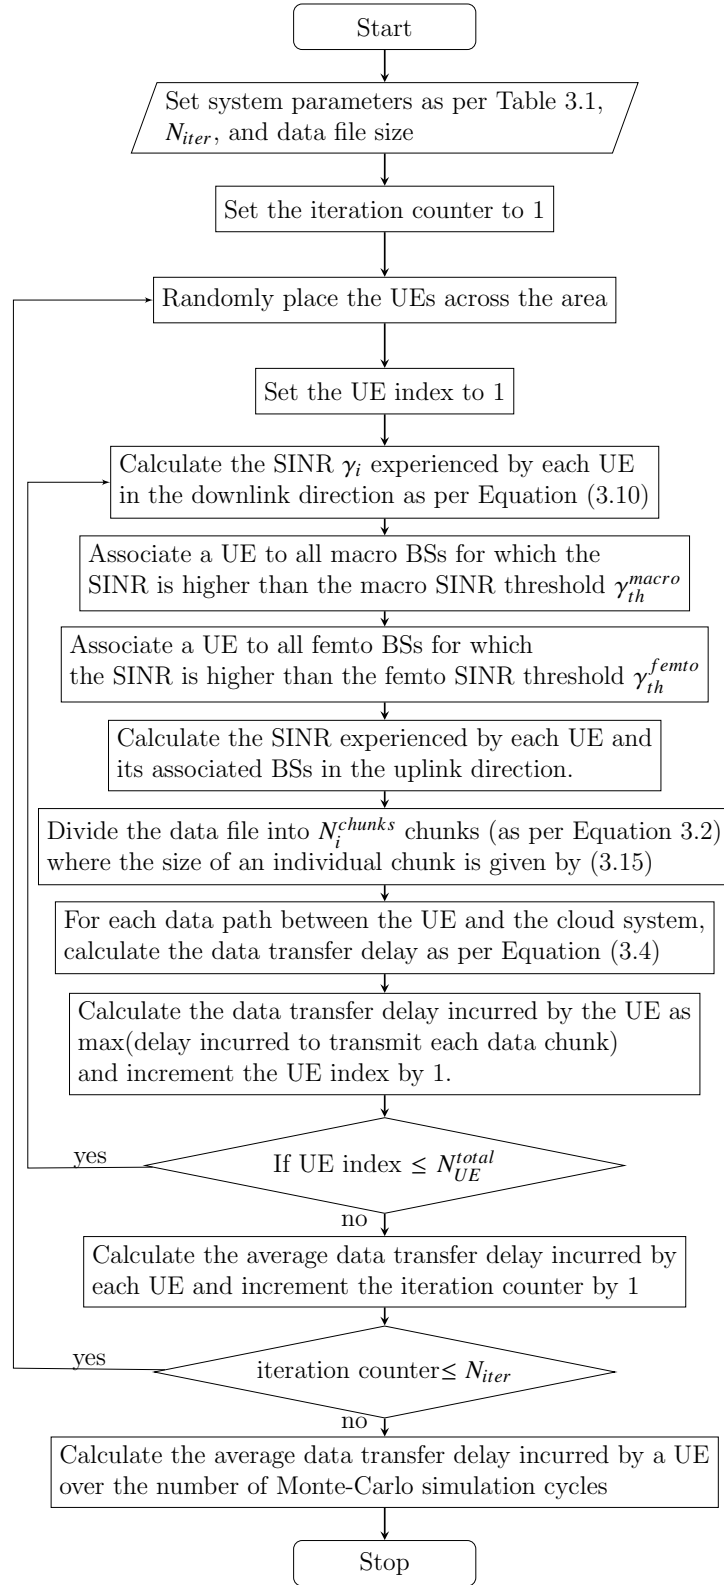 Start
Set system parameters as per Table 3.1,
N_{iter}, and data file size
Set the iteration counter to 1
Randomly place the UEs across the area
Set the UE index to 1
Calculate the SINR γ_i experienced by each UE
in the downlink direction as per Equation (3.10)
Associate a UE to all macro BSs for which the
SINR is higher than the macro SINR threshold γ_{th}^{macro}
Associate a UE to all femto BSs for which
the SINR is higher than the femto SINR threshold γ_{th}^{femto}
Calculate the SINR experienced by each UE and
its associated BSs in the uplink direction.
Divide the data file into N_i^{chunks} chunks (as per Equation 3.2)
where the size of an individual chunk is given by (3.15)
For each data path between the UE and the cloud system,
calculate the data transfer delay as per Equation (3.4)
Calculate the data transfer delay incurred by the UE as
max(delay incurred to transmit each data chunk)
and increment the UE index by 1.
yes
If UE index ≤ N_{UE}^{total}
no
Calculate the average data transfer delay incurred by
each UE and increment the iteration counter by 1
yes
iteration counter≤ N_{iter}
no
Calculate the average data transfer delay incurred by a UE
over the number of Monte-Carlo simulation cycles
Stop